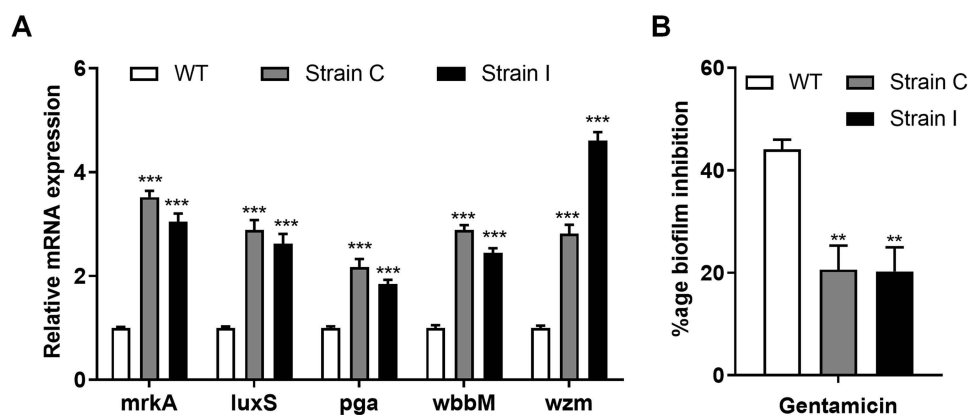 A
Relative mRNA expression
6
4
2
0
WT
Strain C
Strain I
***
***
***
***
***
***
***
***
***
***
mrkA
luxS
pga
wbbM
wzm
B
%age biofilm inhibition
60
40
20
0
WT
Strain C
Strain I
**
**
Gentamicin